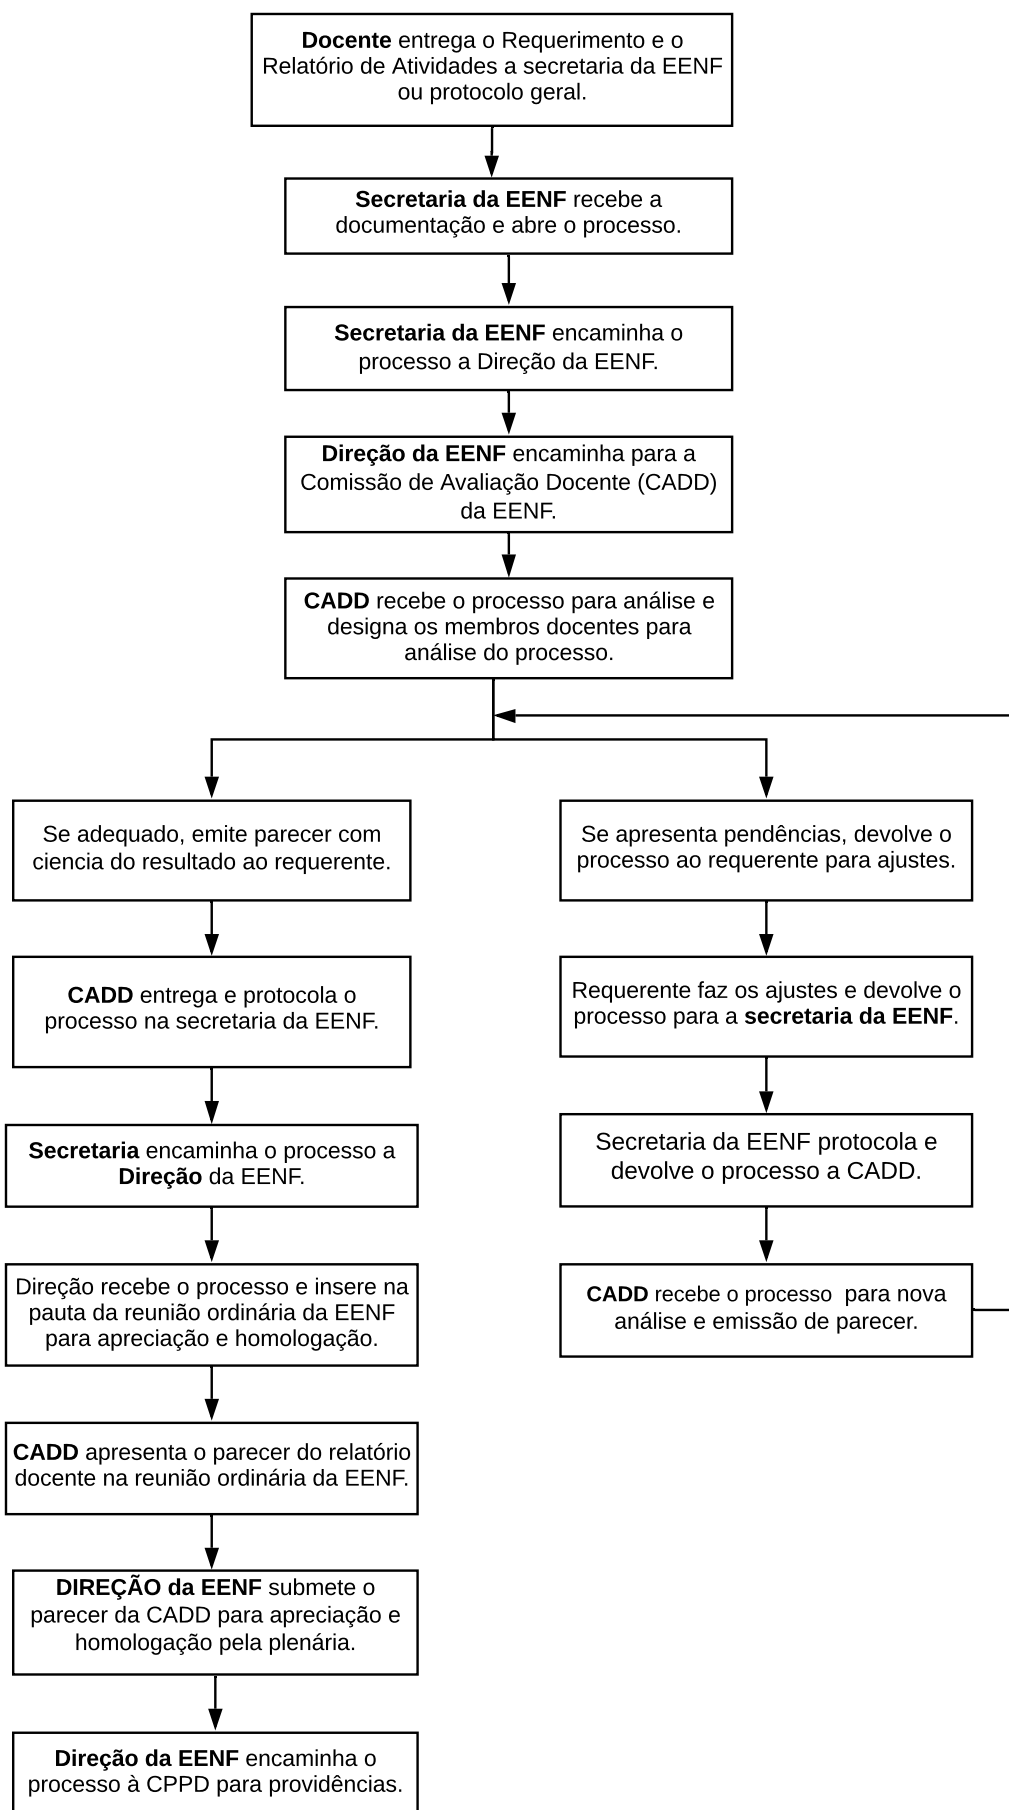 Docente entrega o Requerimento e o
Relatório de Atividades a secretaria da EENF
ou protocolo geral.
Secretaria da EENF recebe a
documentação e abre o processo.
Secretaria da EENF encaminha o
processo a Direção da EENF.
Direção da EENF encaminha para a
Comissão de Avaliação Docente (CADD)
da EENF.
CADD recebe o processo para análise e
designa os membros docentes para
análise do processo.
Se adequado, emite parecer com
ciencia do resultado ao requerente.
CADD entrega e protocola o
processo na secretaria da EENF.
Secretaria encaminha o processo a
Direção da EENF.
Direção recebe o processo e insere na
pauta da reunião ordinária da EENF
para apreciação e homologação.
CADD apresenta o parecer do relatório
docente na reunião ordinária da EENF.
DIREÇÃO da EENF submete o
parecer da CADD para apreciação e
homologação pela plenária.
Direção da EENF encaminha o
processo à CPPD para providências.
Se apresenta pendências, devolve o
processo ao requerente para ajustes.
Requerente faz os ajustes e devolve o
processo para a secretaria da EENF.
Secretaria da EENF protocola e
devolve o processo a CADD.
CADD recebe o processo para nova
análise e emissão de parecer.